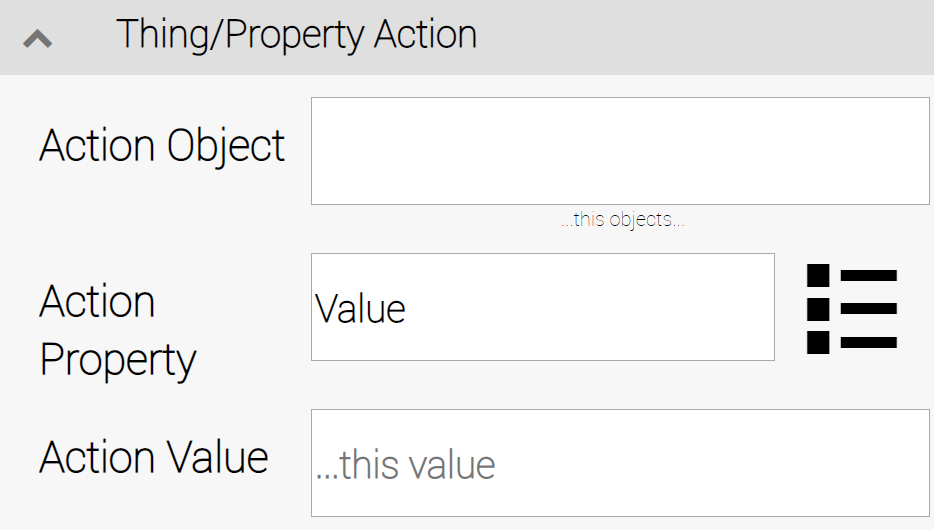 Thing/Property Action
Action Object
...this objects...
Action
Property
Value
Action Value
...this value